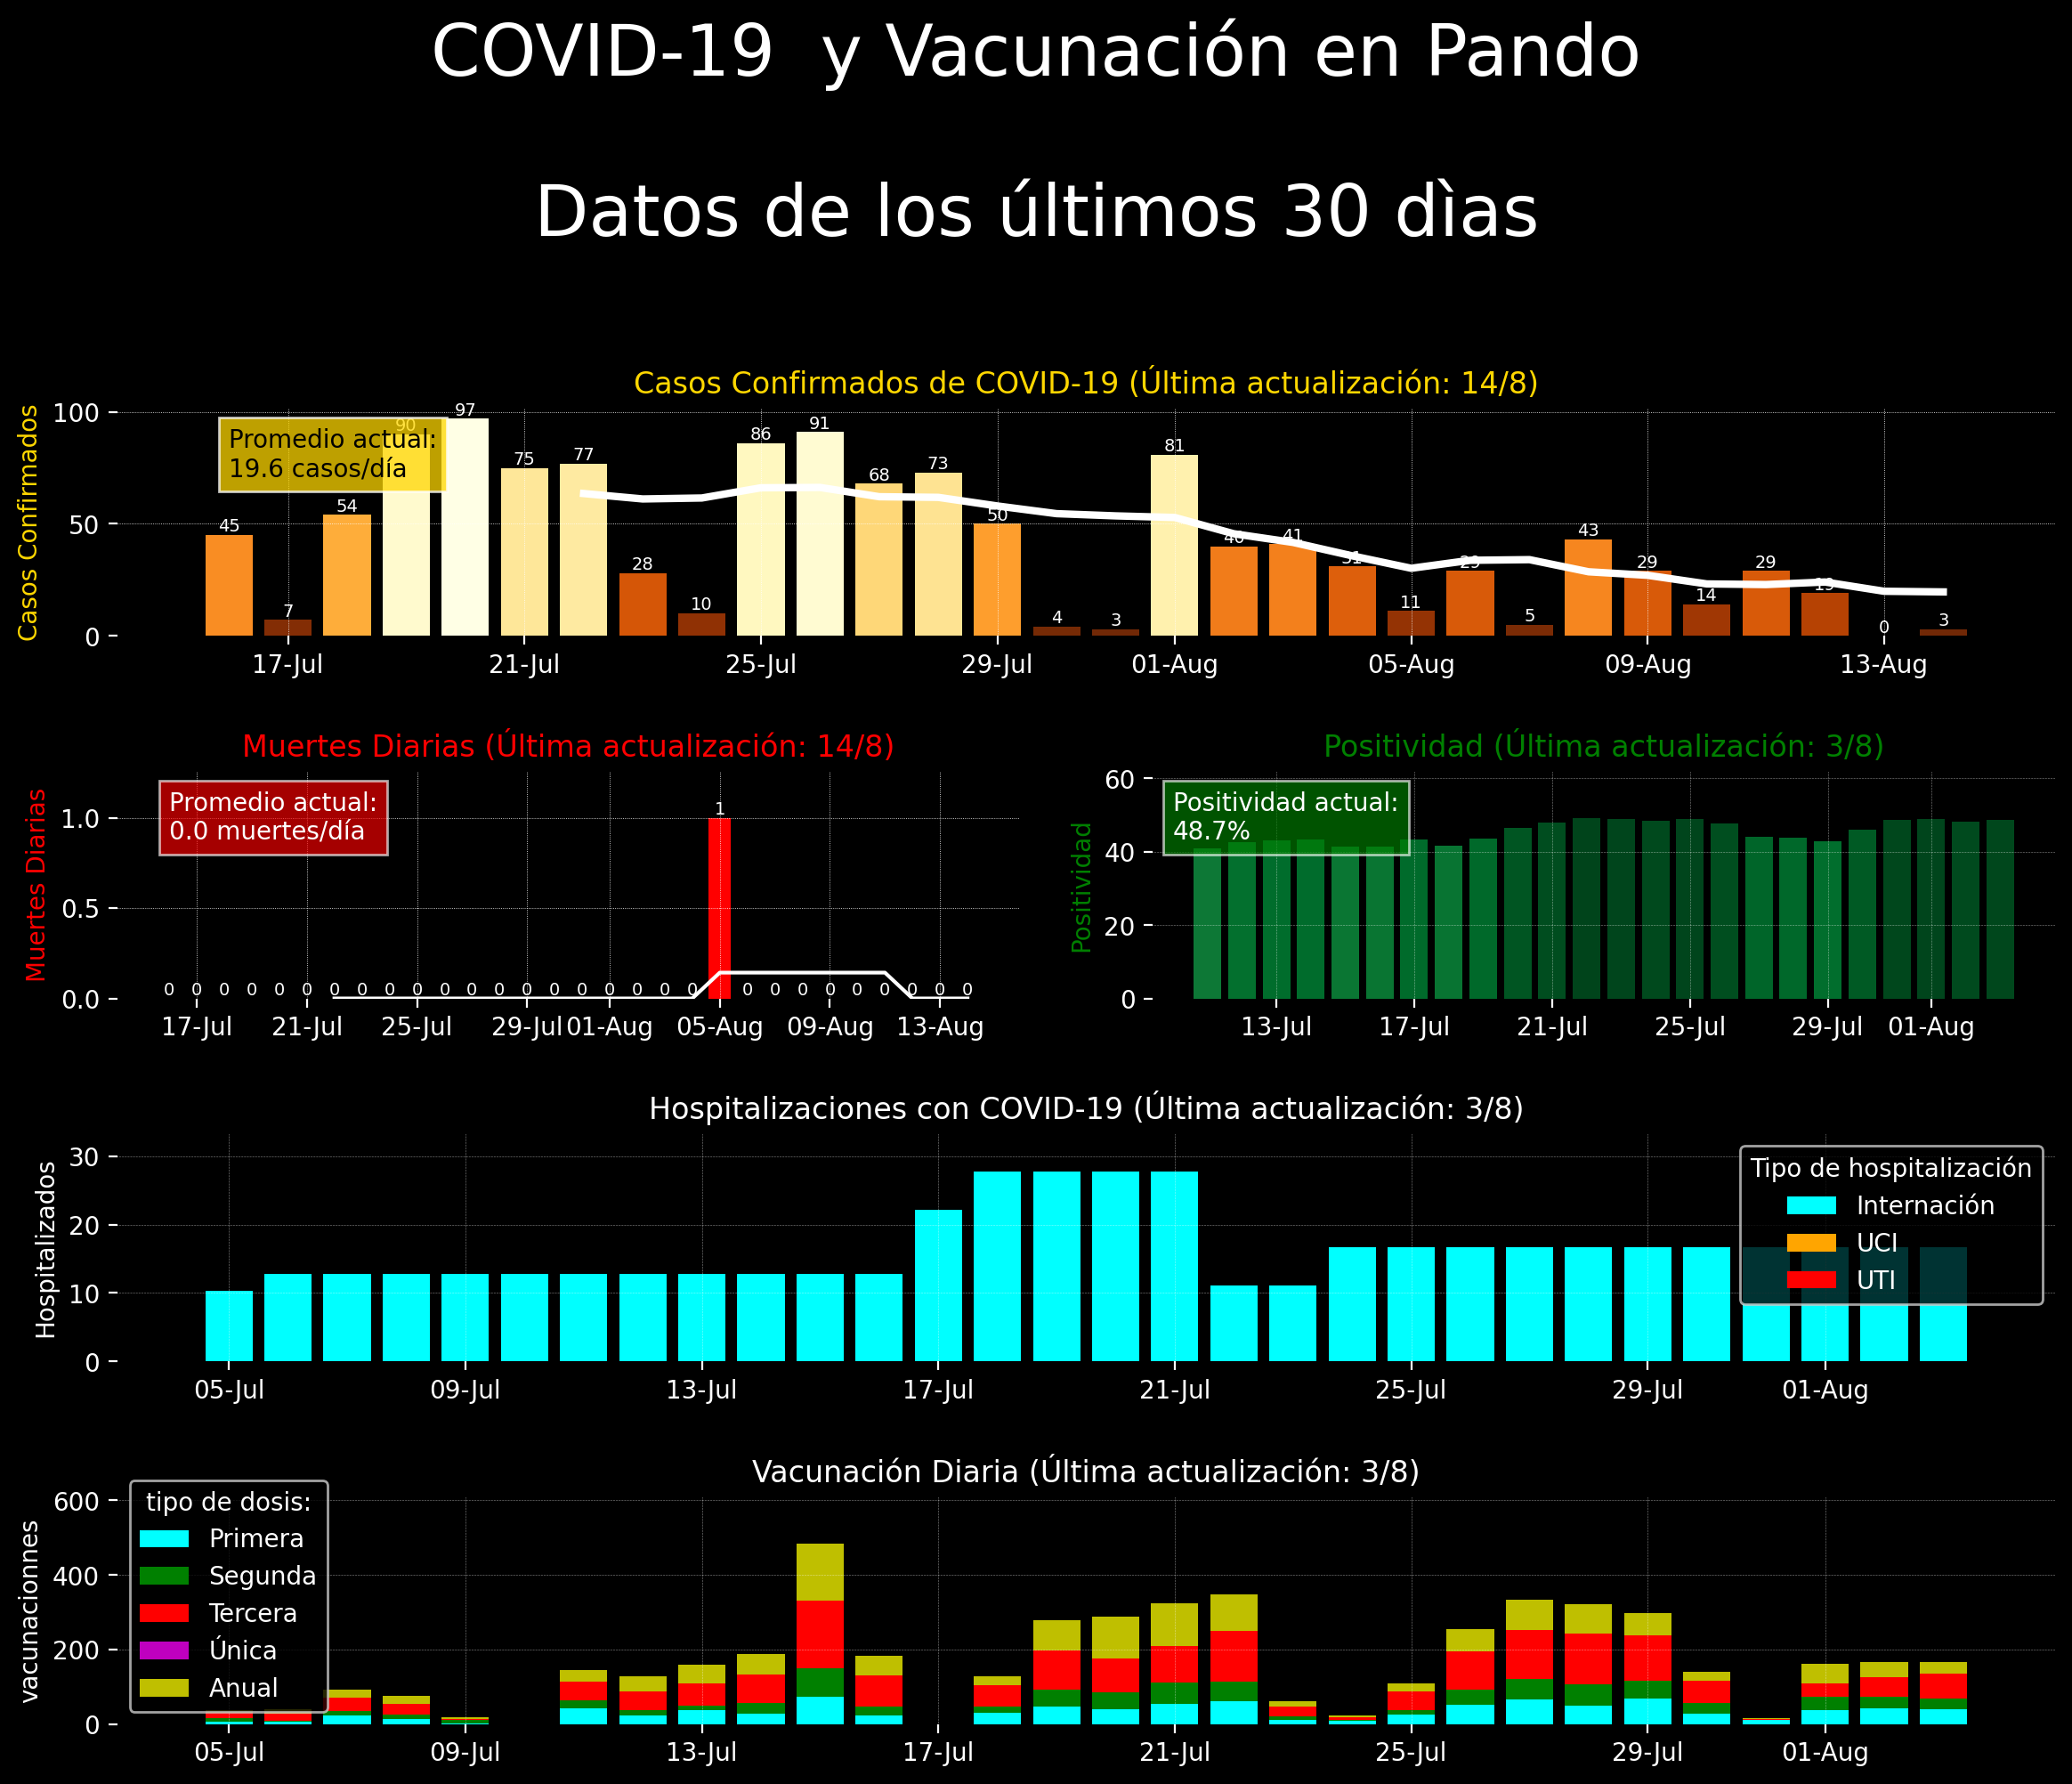 COVID-19  y Vacunación en Pando
Datos de los últimos 30 dìas
Casos Confirmados de COVID-19 (Última actualización: 14/8)
Casos Confirmados
100
50
0
Promedio actual:
19.6 casos/día
45
7
54
90
97
75
77
28
10
86
91
68
73
50
4
3
81
40
41
31
11
29
5
43
29
14
29
19
0
3
17-Jul
21-Jul
25-Jul
29-Jul
01-Aug
05-Aug
09-Aug
13-Aug
Muertes Diarias (Última actualización: 14/8)
Muertes Diarias
1.0
0.5
0.0
Promedio actual:
0.0 muertes/día
0 0 0 0 0 0 0 0 0 0 0 0 0 0 0 0 0 0 0 0 1 0 0 0 0 0 0 0 0 0
17-Jul
21-Jul
25-Jul
29-Jul
01-Aug
05-Aug
09-Aug
13-Aug
Positividad (Última actualización: 3/8)
Positividad
60
40
20
0
Positividad actual:
48.7%
13-Jul
17-Jul
21-Jul
25-Jul
29-Jul
01-Aug
Hospitalizaciones con COVID-19 (Última actualización: 3/8)
Hospitalizados
30
20
10
0
Tipo de hospitalización
Internación
UCI
UTI
05-Jul
09-Jul
13-Jul
17-Jul
21-Jul
25-Jul
29-Jul
01-Aug
Vacunación Diaria (Última actualización: 3/8)
vacunacionnes
600
400
200
0
tipo de dosis:
Primera
Segunda
Tercera
Única
Anual
05-Jul
09-Jul
13-Jul
17-Jul
21-Jul
25-Jul
29-Jul
01-Aug